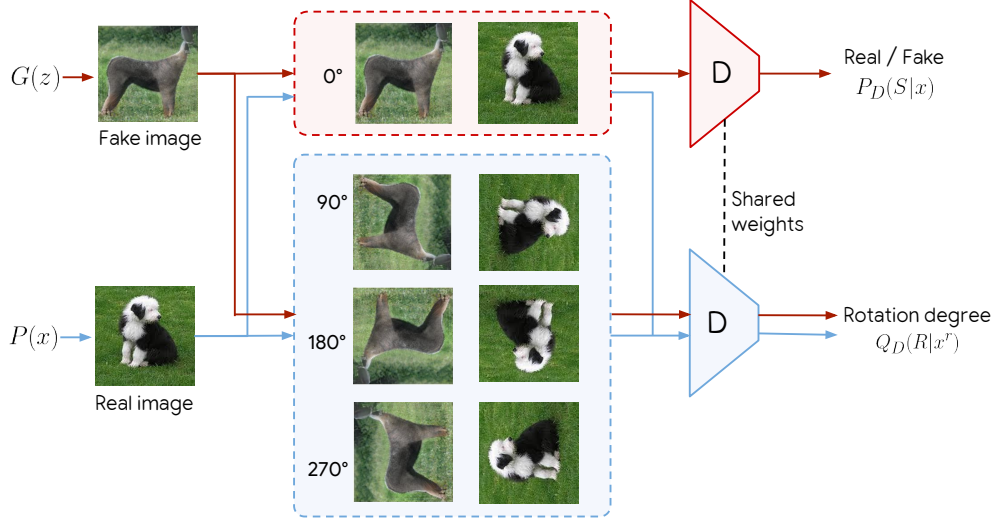 G(z)
Fake image
0°
D
Real / Fake
P_D(S|x)
90°
Shared
weights
P(x)
Real image
180°
D
Rotation degree
Q_D(R|x^r)
270°